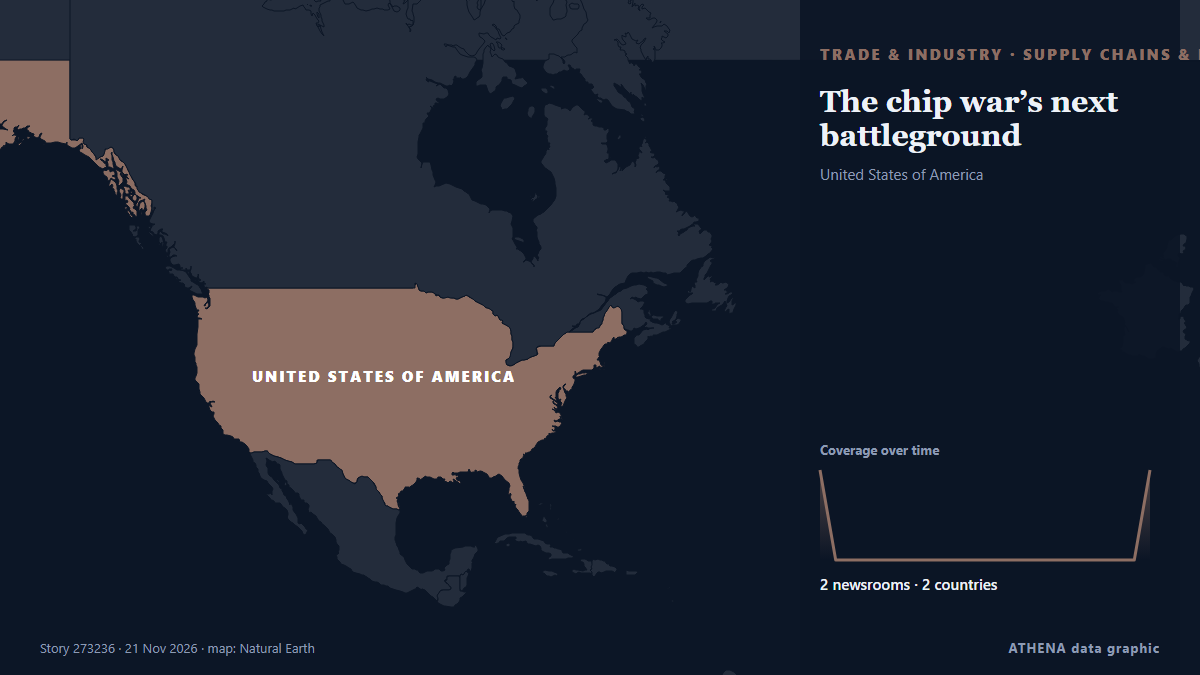 TRADE & INDUSTRY · SUPPLY CHAINS &
The chip war's next
battleground
United States of America
UNITED STATES OF AMERICA
Coverage over time
2 newsrooms · 2 countries
Story 273236 · 21 Nov 2026 · map: Natural Earth
ATHENA data graphic